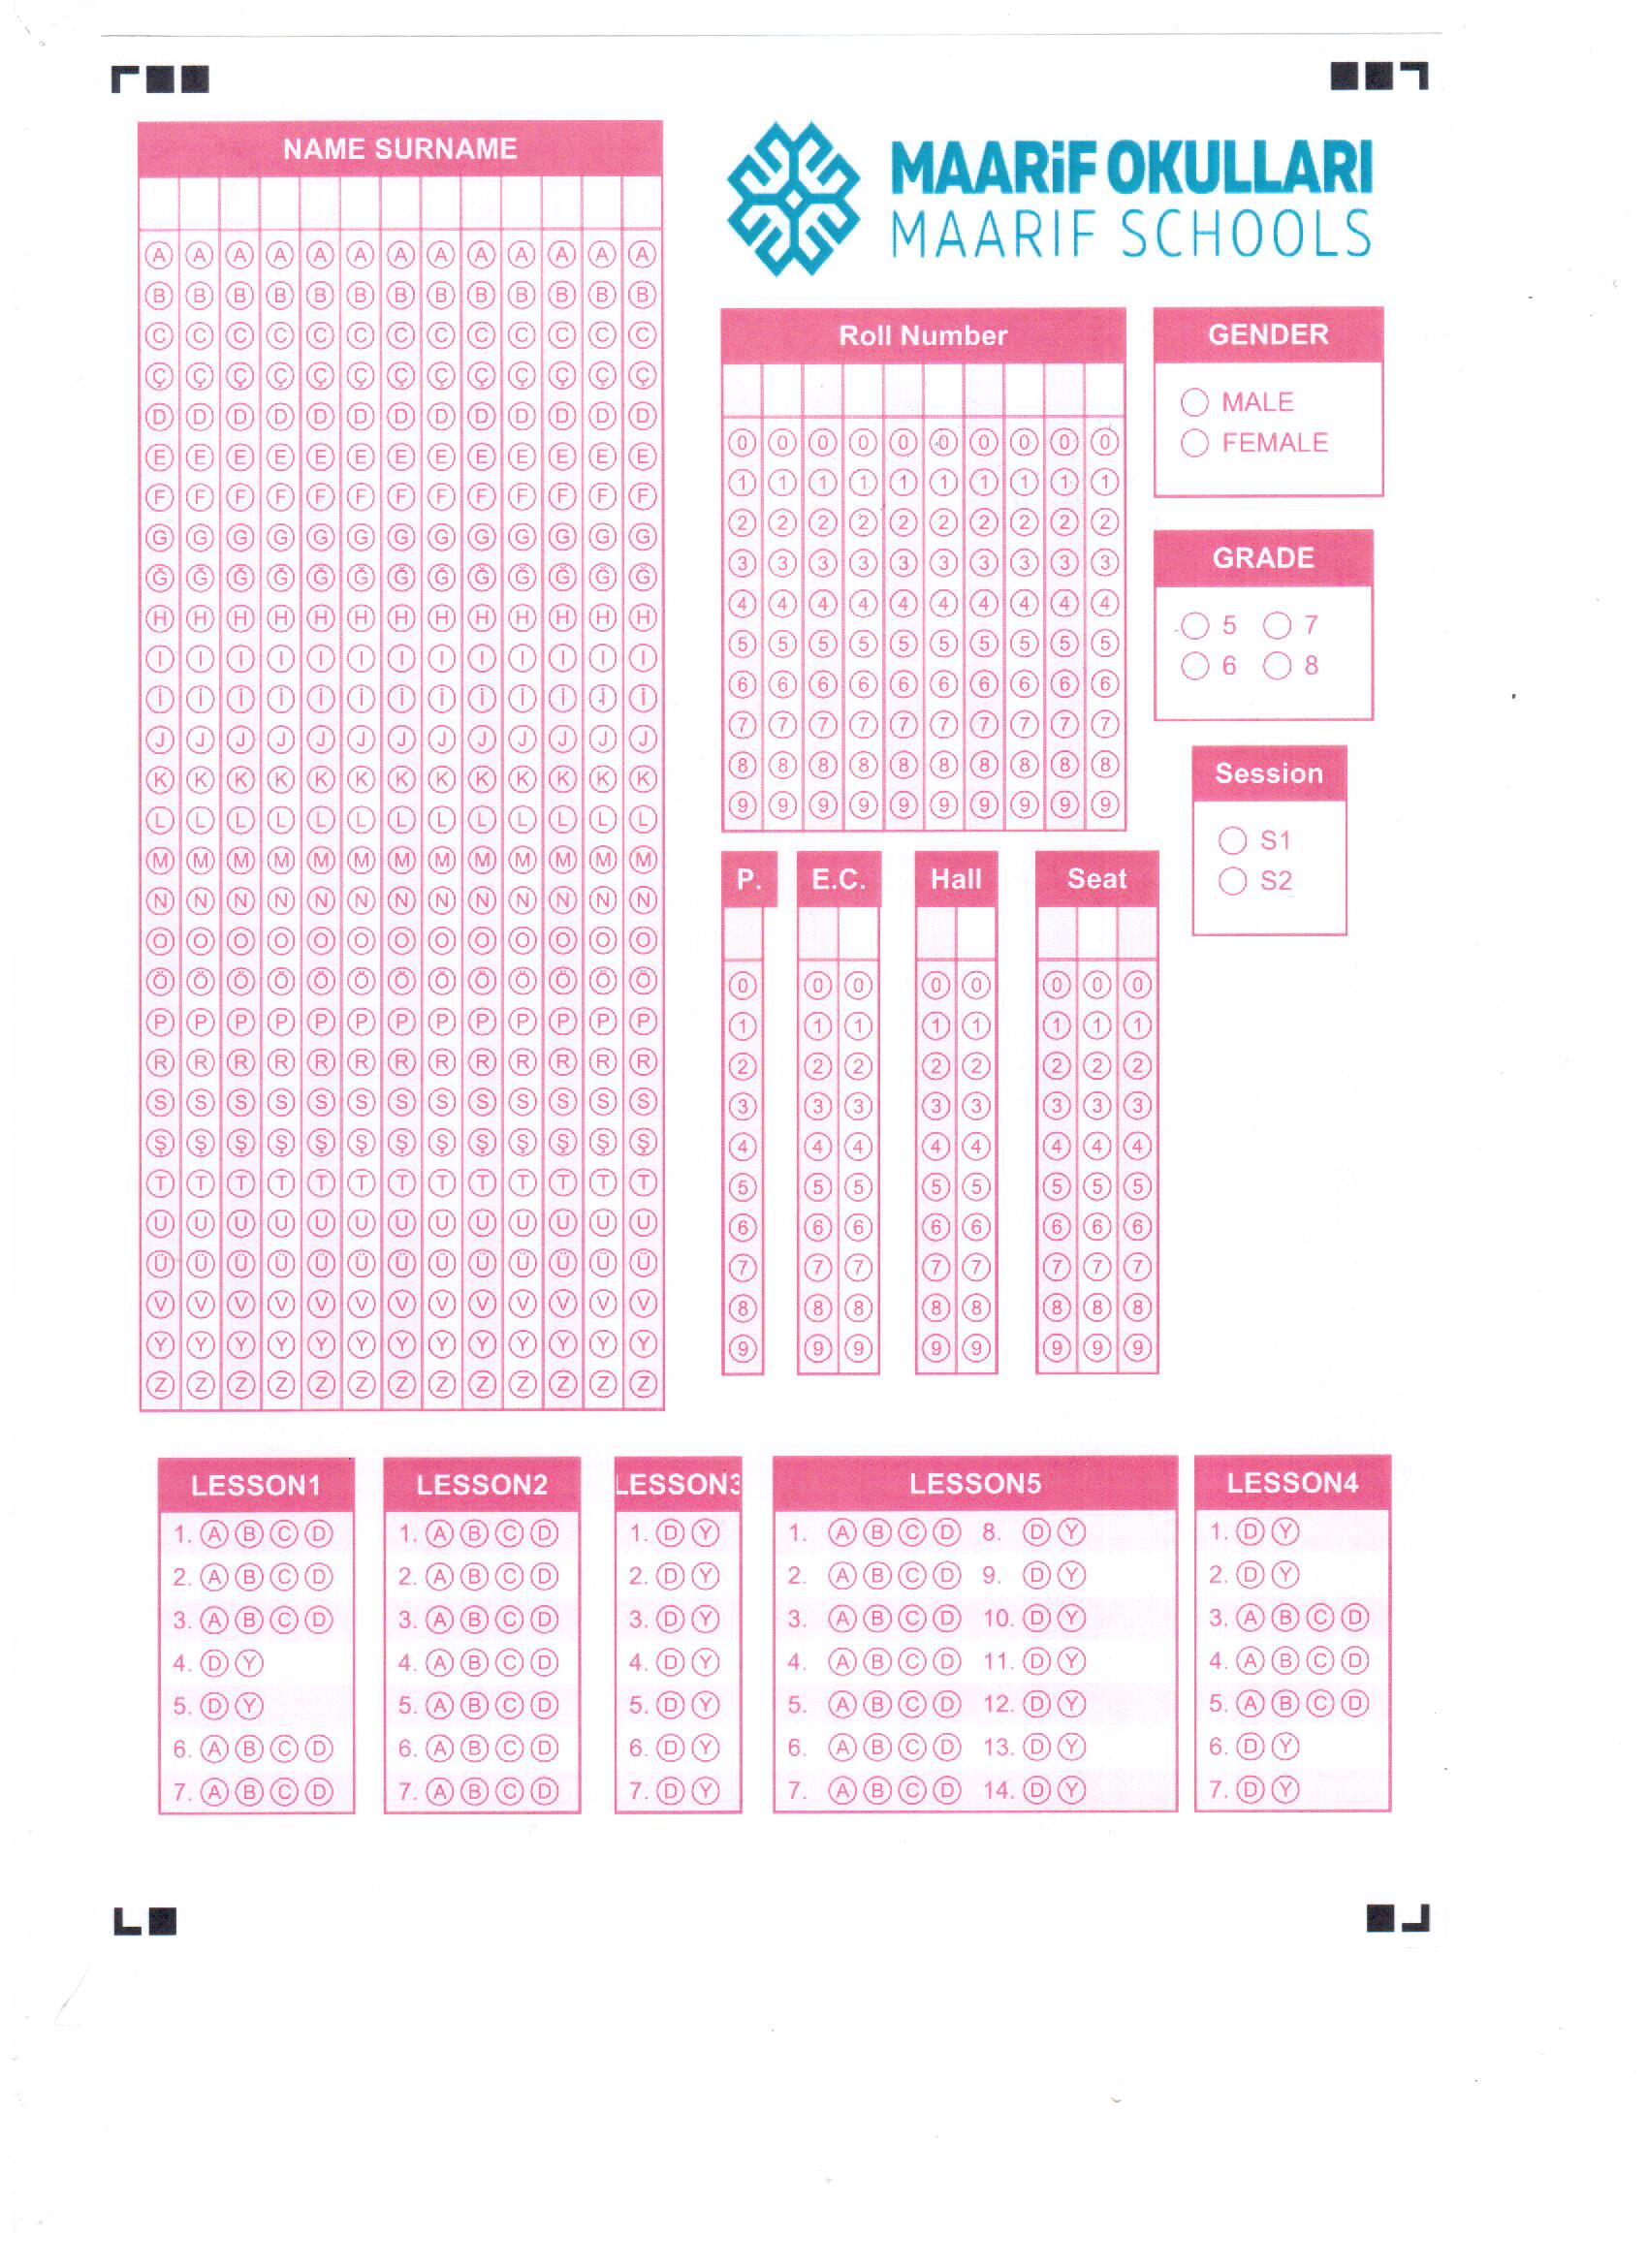 NAME SURNAME
A A A A A A A A A A A A A
B B B B B B B B B B B B B
C C C C C C C C C C C C C
Ç Ç Ç Ç Ç Ç Ç Ç Ç Ç Ç Ç Ç
D D D D D D D D D D D D D
E E E E E E E E E E E E E
F F F F F F F F F F F F F
G G G G G G G G G G G G G
Ğ Ğ Ğ Ğ Ğ Ğ Ğ Ğ Ğ Ğ Ğ Ğ Ğ
H H H H H H H H H H H H H
I I I I I I I I I I I I I
İ İ İ İ İ İ İ İ İ İ İ İ İ
J J J J J J J J J J J J J
K K K K K K K K K K K K K
L L L L L L L L L L L L L
M M M M M M M M M M M M M
N N N N N N N N N N N N N
O O O O O O O O O O O O O
Ö Ö Ö Ö Ö Ö Ö Ö Ö Ö Ö Ö Ö
P P P P P P P P P P P P P
R R R R R R R R R R R R R
S S S S S S S S S S S S S
Ş Ş Ş Ş Ş Ş Ş Ş Ş Ş Ş Ş Ş
T T T T T T T T T T T T T
U U U U U U U U U U U U U
Ü Ü Ü Ü Ü Ü Ü Ü Ü Ü Ü Ü Ü
V V V V V V V V V V V V V
Y Y Y Y Y Y Y Y Y Y Y Y Y
Z Z Z Z Z Z Z Z Z Z Z Z Z
MAARiF OKULLARI
MAARIF SCHOOLS
Roll Number
0 0 0 0 0 0 0 0 0 0
1 1 1 1 1 1 1 1 1 1
2 2 2 2 2 2 2 2 2 2
3 3 3 3 3 3 3 3 3 3
4 4 4 4 4 4 4 4 4 4
5 5 5 5 5 5 5 5 5 5
6 6 6 6 6 6 6 6 6 6
7 7 7 7 7 7 7 7 7 7
8 8 8 8 8 8 8 8 8 8
9 9 9 9 9 9 9 9 9 9
GENDER
MALE
FEMALE
GRADE
5 7
6 8
Session
S1
S2
P. E.C. Hall Seat
0 0 0 0 0 0 0 0
1 1 1 1 1 1 1 1
2 2 2 2 2 2 2 2
3 3 3 3 3 3 3 3
4 4 4 4 4 4 4 4
5 5 5 5 5 5 5 5
6 6 6 6 6 6 6 6
7 7 7 7 7 7 7 7
8 8 8 8 8 8 8 8
9 9 9 9 9 9 9 9
LESSON1
1. A B C D
2. A B C D
3. A B C D
4. D Y
5. D Y
6. A B C D
7. A B C D
LESSON2
1. A B C D
2. A B C D
3. A B C D
4. A B C D
5. A B C D
6. A B C D
7. A B C D
LESSON3
1. D Y
2. D Y
3. D Y
4. D Y
5. D Y
6. D Y
7. D Y
LESSON5
1. A B C D 8. D Y
2. A B C D 9. D Y
3. A B C D 10. D Y
4. A B C D 11. D Y
5. A B C D 12. D Y
6. A B C D 13. D Y
7. A B C D 14. D Y
LESSON4
1. D Y
2. D Y
3. A B C D
4. A B C D
5. A B C D
6. D Y
7. D Y